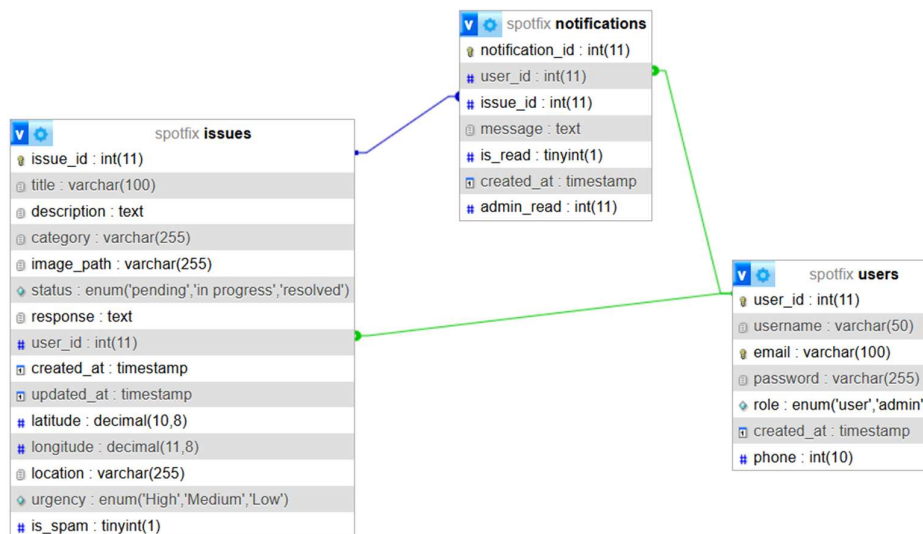 v spotfix notifications
notification_id : int(11)
# user_id : int(11)
# issue_id : int(11)
message : text
# is_read : tinyint(1)
created_at : timestamp
# admin_read : int(11)
v spotfix issues
issue_id : int(11)
title : varchar(100)
description : text
category : varchar(255)
image_path : varchar(255)
status : enum('pending','in progress','resolved')
response : text
# user_id : int(11)
created_at : timestamp
updated_at : timestamp
# latitude : decimal(10,8)
# longitude : decimal(11,8)
location : varchar(255)
urgency : enum('High','Medium','Low')
# is_spam : tinyint(1)
v spotfix users
user_id : int(11)
username : varchar(50)
email : varchar(100)
password : varchar(255)
role : enum('user','admin'
created_at : timestamp
# phone : int(10)